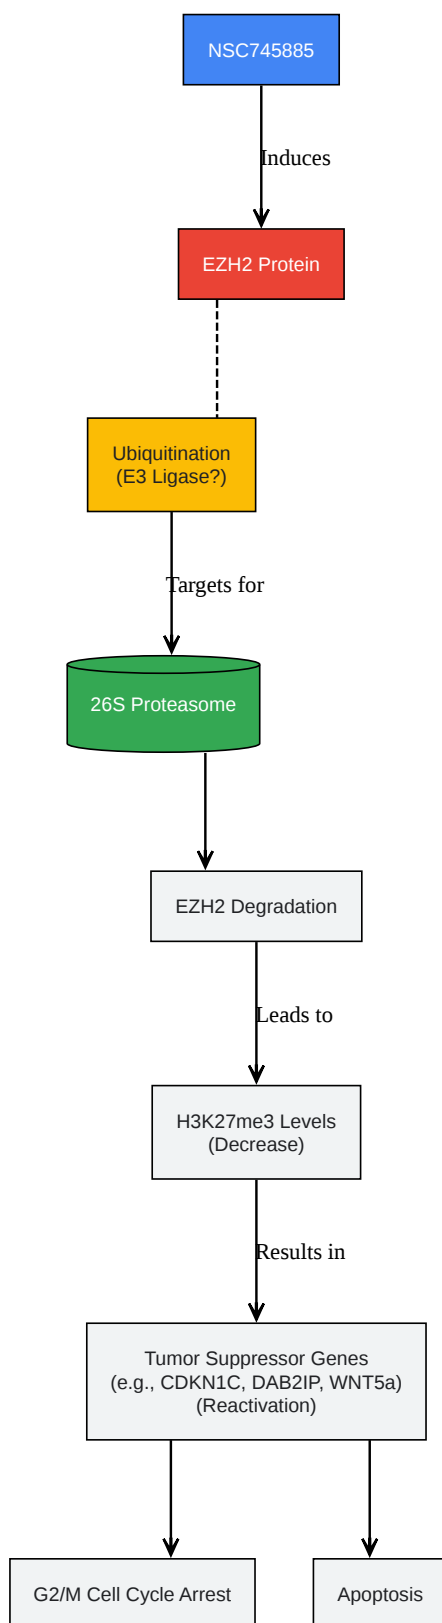 NSC745885
Induces
EZH2 Protein
Ubiquitination
(E3 Ligase?)
Targets for
26S Proteasome
EZH2 Degradation
Leads to
H3K27me3 Levels
(Decrease)
Results in
Tumor Suppressor Genes
(e.g., CDKN1C, DAB2IP, WNT5a)
(Reactivation)
G2/M Cell Cycle Arrest
Apoptosis